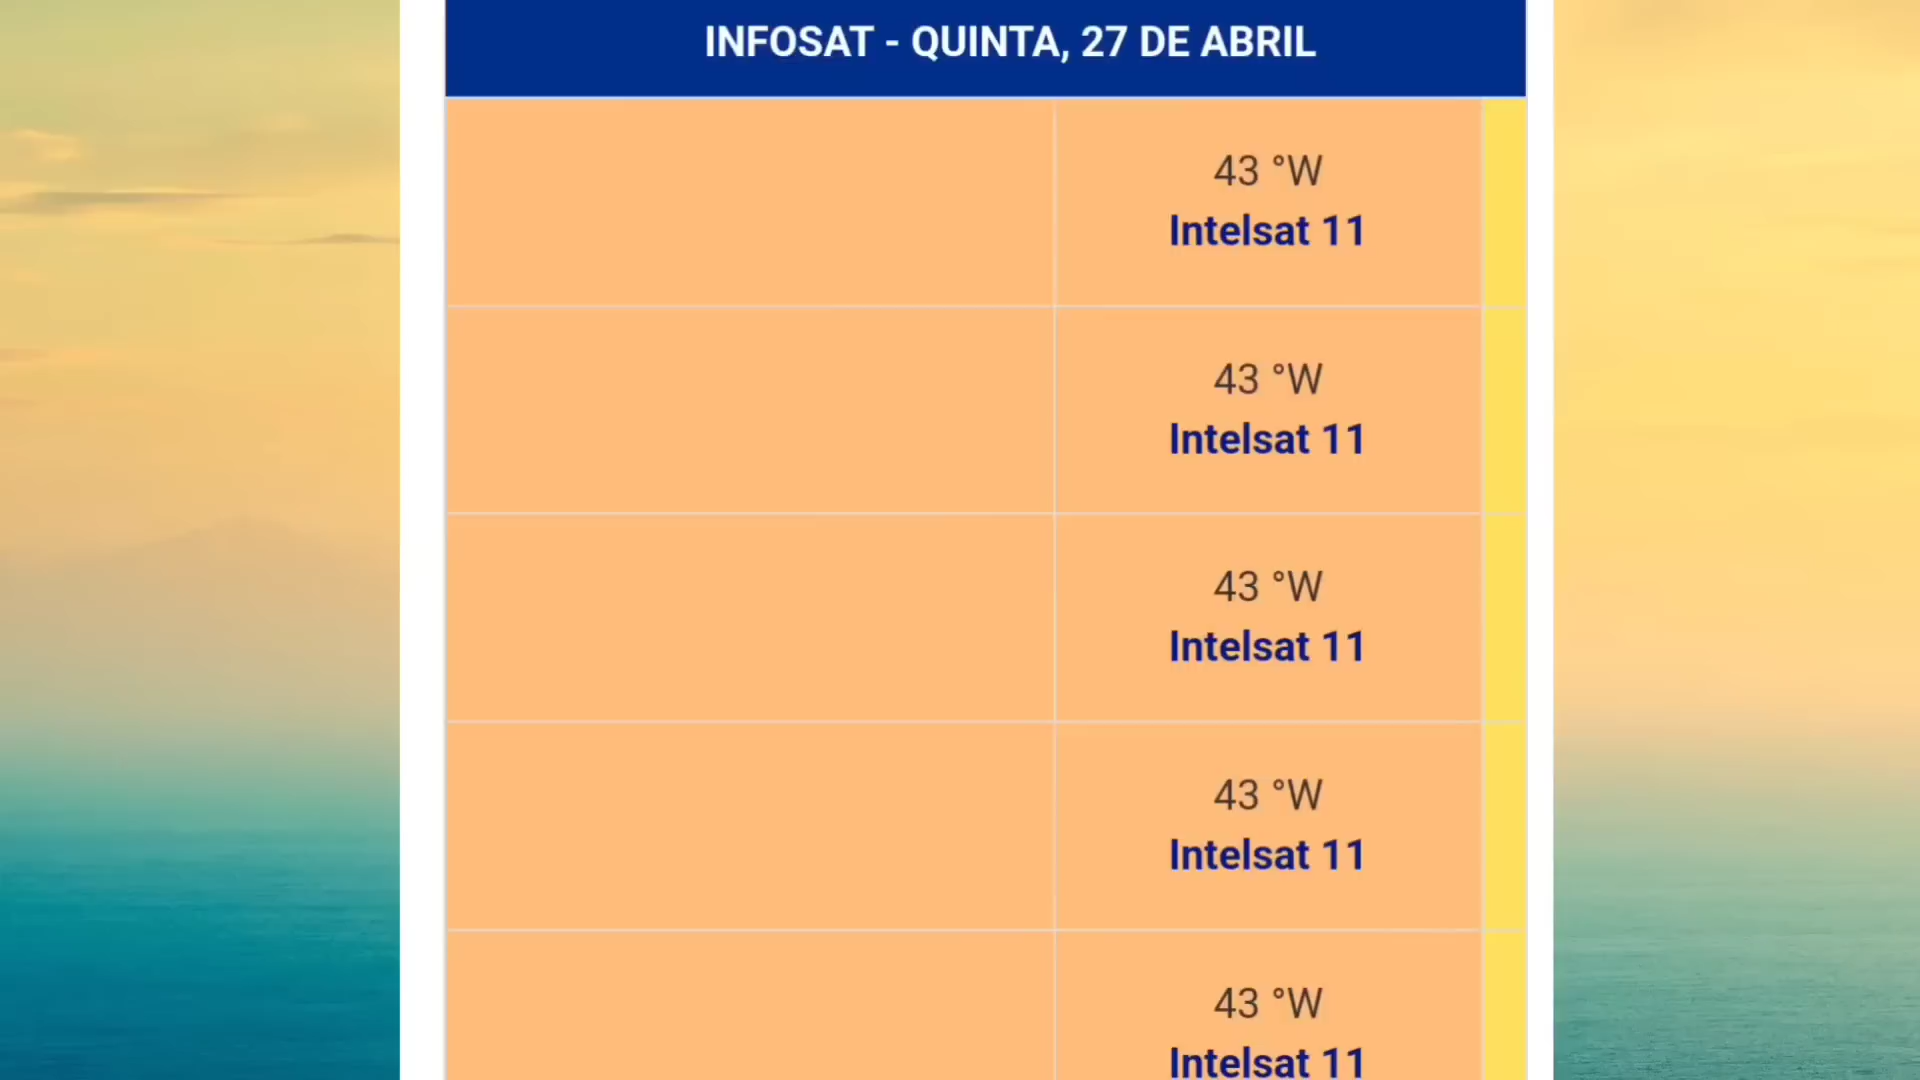 INFOSAT - QUINTA, 27 DE ABRIL
43 °W
Intelsat 11
43 °W
Intelsat 11
43 °W
Intelsat 11
43 °W
Intelsat 11
43 °W
Intelsat 11